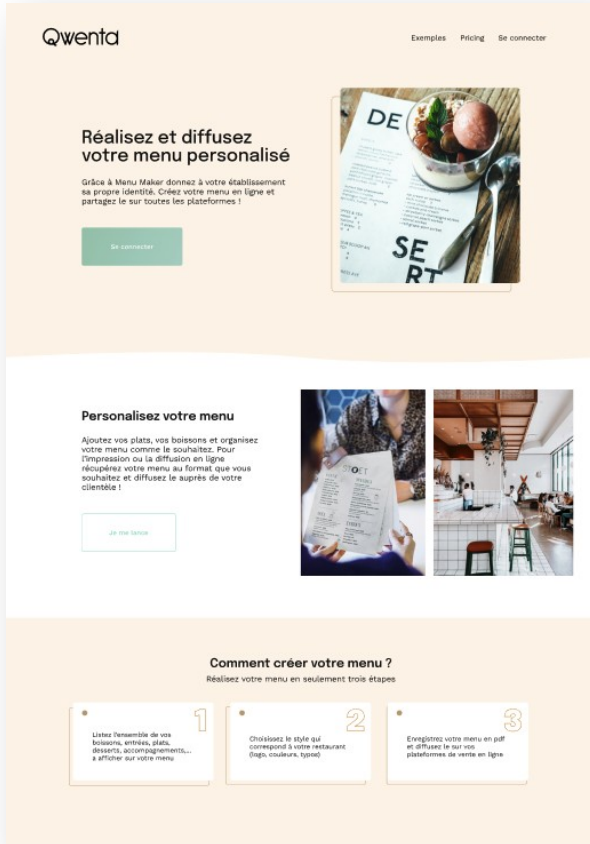 Qwenta
Exemples Pricing Se connecter
Réalisez et diffusez
votre menu personalisé
Grâce à Menu Maker donnez à votre établissement
sa propre identité. Créez votre menu en ligne et
partagez le sur toutes les plateformes !
Se connecter
DE
SE
RT
Personalisez votre menu
Ajoutez vos plats, vos boissons et organisez
votre menu comme le souhaitez. Pour
l'impression ou la diffusion en ligne
récupérez votre menu au format que vous
souhaitez et diffusez le auprès de votre
clientèle !
Je me lance
STOET
Comment créer votre menu ?
Réalisez votre menu en seulement trois étapes
1
Listez l'ensemble de vos
boissons, entrées, plats,
desserts, accompagnements,...
a afficher sur votre menu
2
Choisissez le style qui
correspond à votre restaurant
(logo, couleurs, typos)
3
Enregistrez votre menu en pdf
et diffusez le sur vos
plateformes de vente en ligne